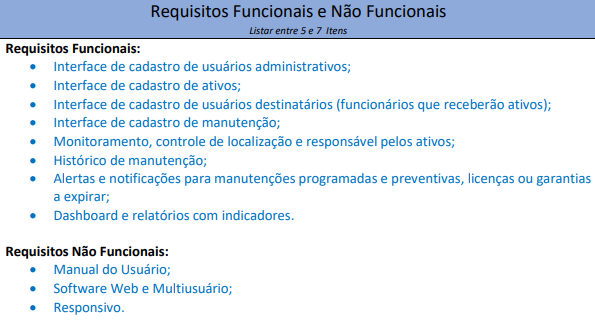 Requisitos Funcionais e Não Funcionais
Listar entre 5 e 7 Itens
Requisitos Funcionais:
• Interface de cadastro de usuários administrativos;
• Interface de cadastro de ativos;
• Interface de cadastro de usuários destinatários (funcionários que receberão ativos);
• Interface de cadastro de manutenção;
• Monitoramento, controle de localização e responsável pelos ativos;
• Histórico de manutenção;
• Alertas e notificações para manutenções programadas e preventivas, licenças ou garantias
a expirar;
• Dashboard e relatórios com indicadores.
Requisitos Não Funcionais:
• Manual do Usuário;
• Software Web e Multiusuário;
• Responsivo.